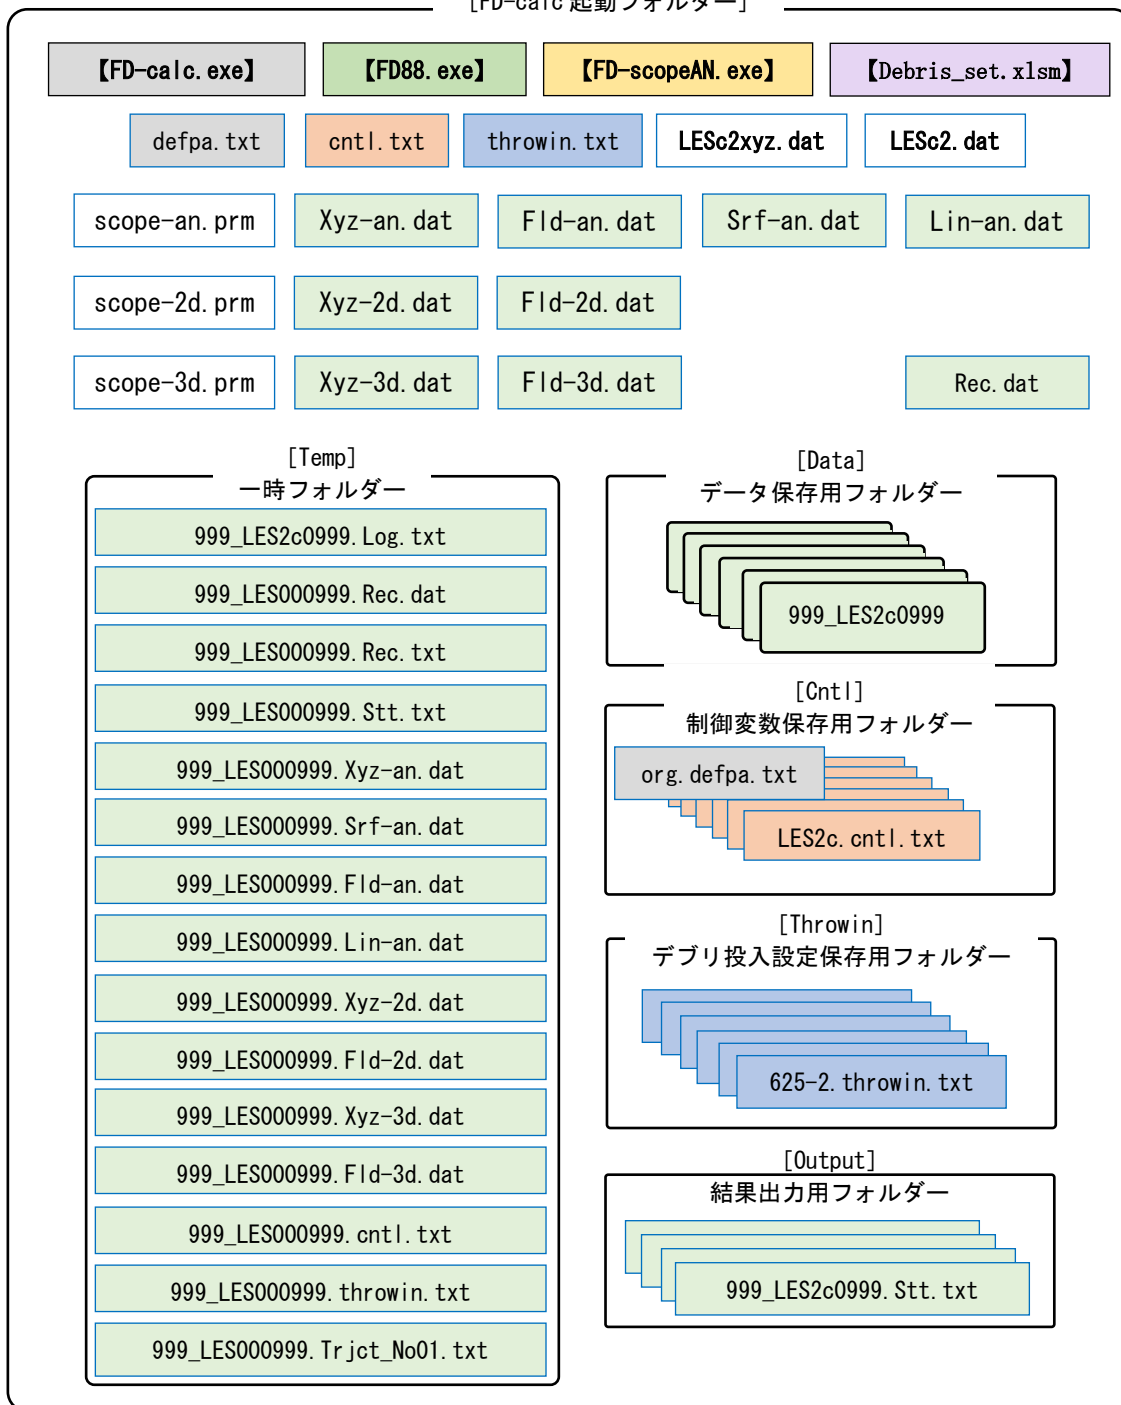 [FD-calc 起動フォルダー]
【FD-calc.exe】 【FD88.exe】 【FD-scopeAN.exe】 【Debris_set.xlsm】
defpa.txt cntl.txt throwin.txt LESc2xyz.dat LESc2.dat
scope-an.prm Xyz-an.dat Fld-an.dat Srf-an.dat Lin-an.dat
scope-2d.prm Xyz-2d.dat Fld-2d.dat
scope-3d.prm Xyz-3d.dat Fld-3d.dat Rec.dat
[Temp]
一時フォルダー
999_LES2c0999.Log.txt
999_LES000999.Rec.dat
999_LES000999.Rec.txt
999_LES000999.Stt.txt
999_LES000999.Xyz-an.dat
999_LES000999.Srf-an.dat
999_LES000999.Fld-an.dat
999_LES000999.Lin-an.dat
999_LES000999.Xyz-2d.dat
999_LES000999.Fld-2d.dat
999_LES000999.Xyz-3d.dat
999_LES000999.Fld-3d.dat
999_LES000999.cntl.txt
999_LES000999.throwin.txt
999_LES000999.Trjct_No01.txt
[Data]
データ保存用フォルダー
999_LES2c0999
[Cntl]
制御変数保存用フォルダー
org.defpa.txt
LES2c.cntl.txt
[Throwin]
デブリ投入設定保存用フォルダー
625-2.throwin.txt
[Output]
結果出力用フォルダー
999_LES2c0999.Stt.txt